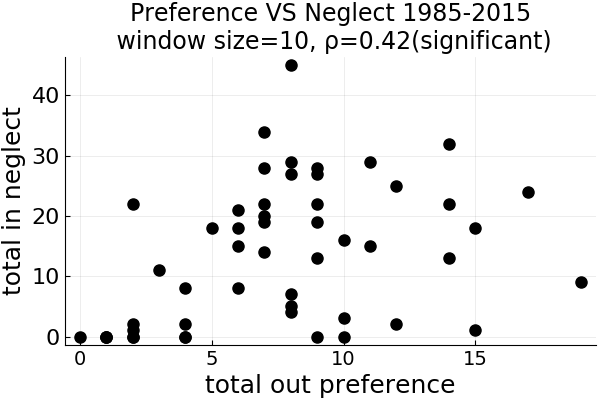 Preference VS Neglect 1985-2015
window size=10, ρ=0.42(significant)
total in neglect
40
30
20
10
0
0
5
10
15
total out preference